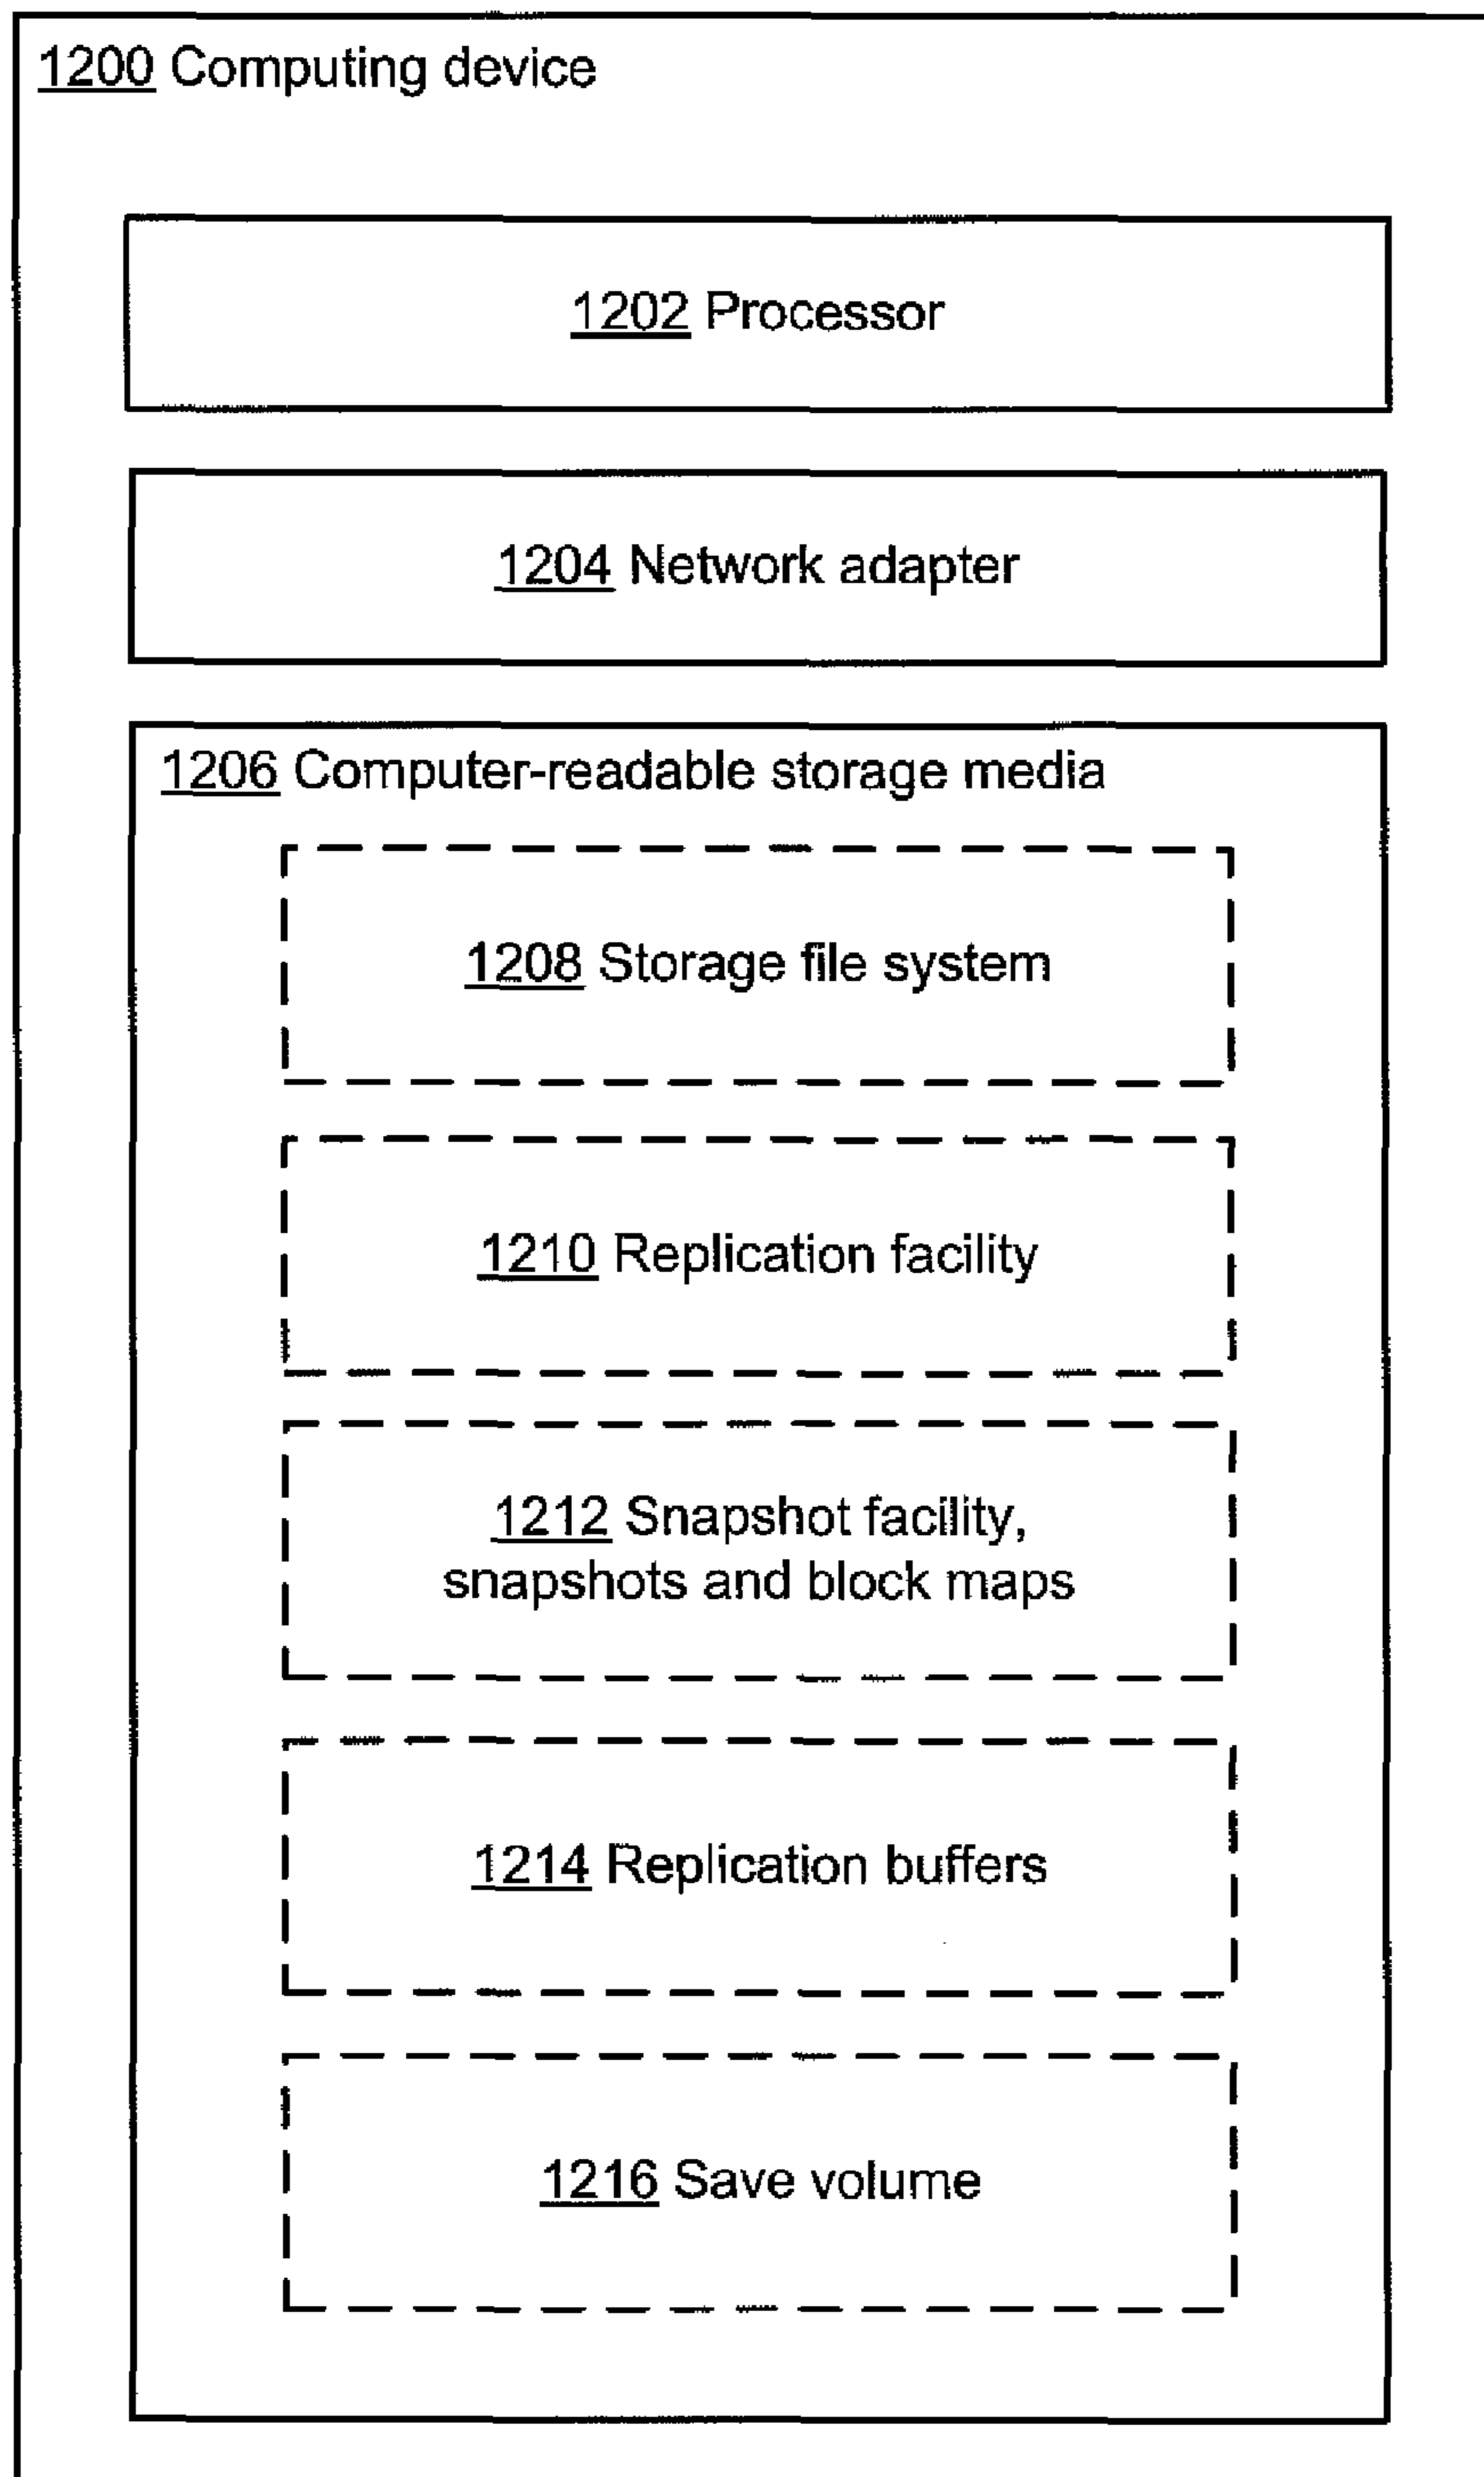 1200 Computing device
1202 Processor
1204 Network adapter
1206 Computer-readable storage media
1208 Storage file system
1210 Replication facility
1212 Snapshot facility,
snapshots and block maps
1214 Replication buffers
1216 Save volume